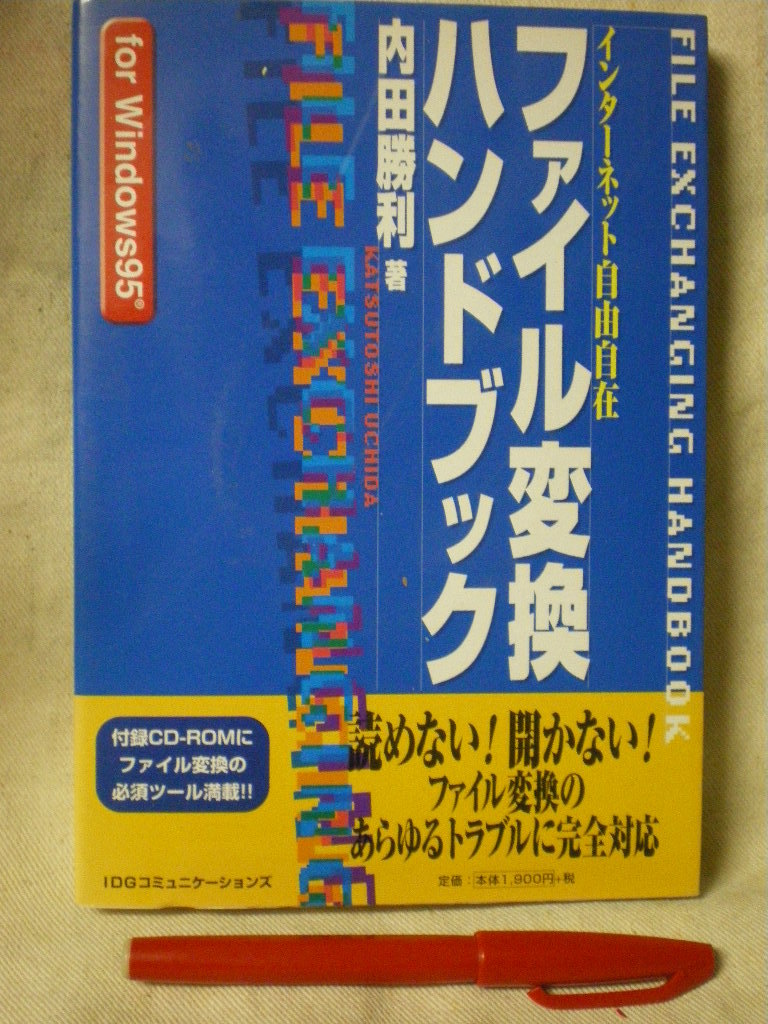 FILE EXCHANGING HANDBOOK
インターネット自由自在
ファイル変換
ハンドブック
内田勝利 著
KATSUTOSHI UCHIDA
FILE EXCHANGING
FILE EXCHANGING
for Windows95®
読めない!開かない!
ファイル変換の
あらゆるトラブルに完全対応
付録CD-ROMに
ファイル変換の
必須ツール満載!!
IDGコミュニケーションズ
定価:本体1,900円+税